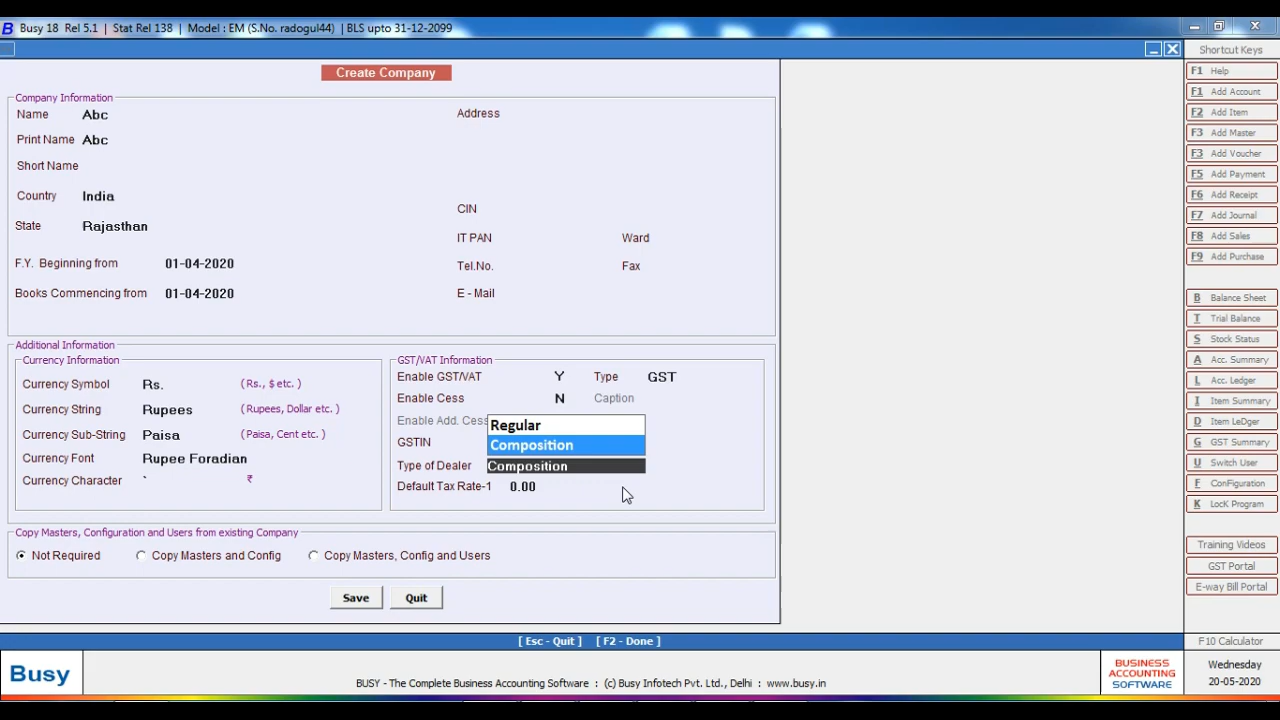 Busy 18 Rel 5.1 | Stat Rel 138 | Model : EM (S.No. radogul44) | BLS upto 31-12-2099
Create Company
Company Information
Name Abc
Print Name Abc
Short Name
Country India
State Rajasthan
F.Y. Beginning from 01-04-2020
Books Commencing from 01-04-2020
Address
CIN
IT PAN Ward
Tel.No. Fax
E - Mail
Additional Information
Currency Information
Currency Symbol Rs. (Rs., $ etc. )
Currency String Rupees (Rupees, Dollar etc. )
Currency Sub-String Paisa (Paisa, Cent etc. )
Currency Font Rupee Foradian
Currency Character ` ₹
GST/VAT Information
Enable GST/VAT Y Type GST
Enable Cess N Caption
Enable Add. Cess
Regular
GSTIN
Composition
Type of Dealer Composition
Default Tax Rate-1 0.00
Copy Masters, Configuration and Users from existing Company
Not Required Copy Masters and Config Copy Masters, Config and Users
Save Quit
[ Esc - Quit ] [ F2 - Done ]
Shortcut Keys
F1 Help
F1 Add Account
F2 Add Item
F3 Add Master
F3 Add Voucher
F5 Add Payment
F6 Add Receipt
F7 Add Journal
F8 Add Sales
F9 Add Purchase
B Balance Sheet
T Trial Balance
S Stock Status
A Acc. Summary
L Acc. Ledger
I Item Summary
D Item LeDger
G GST Summary
U Switch User
F ConFiguration
K LocK Program
Training Videos
GST Portal
E-way Bill Portal
F10 Calculator
Busy
BUSY - The Complete Business Accounting Software : (c) Busy Infotech Pvt. Ltd., Delhi : www.busy.in
BUSINESS
ACCOUNTING
SOFTWARE
Wednesday
20-05-2020